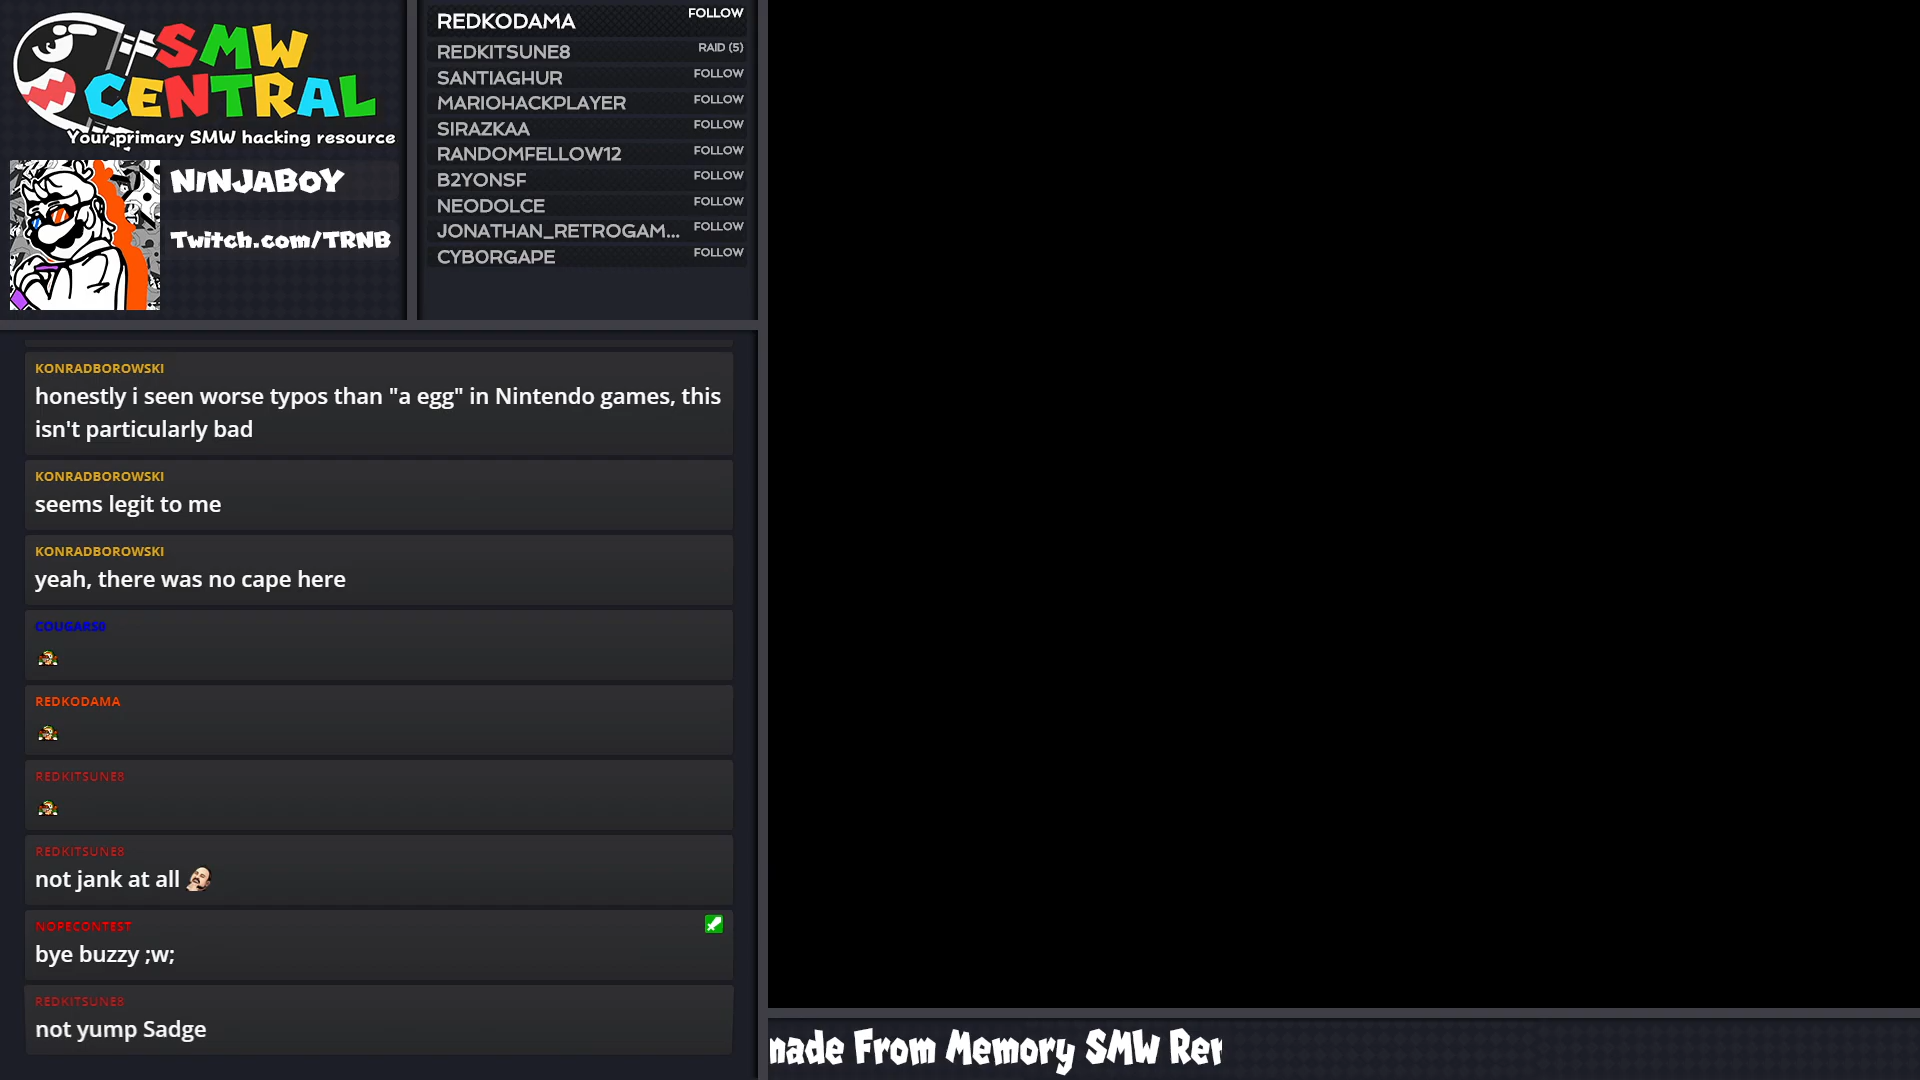 SMW
CENTRAL
Your primary SMW hacking resource
NINJABOY
Twitch.com/TRNB
REDKODAMA FOLLOW
REDKITSUNE8 RAID (5)
SANTIAGHUR FOLLOW
MARIOHACKPLAYER FOLLOW
SIRAZKAA FOLLOW
RANDOMFELLOW12 FOLLOW
B2YONSF FOLLOW
NEODOLCE FOLLOW
JONATHAN_RETROGAM... FOLLOW
CYBORGAPE FOLLOW
KONRADBOROWSKI
honestly i seen worse typos than "a egg" in Nintendo games, this
isn't particularly bad
KONRADBOROWSKI
seems legit to me
KONRADBOROWSKI
yeah, there was no cape here
COUGARS8
REDKODAMA
REDKITSUNE8
REDKITSUNE8
not jank at all
NOPECONTEST
bye buzzy ;w;
REDKITSUNE8
not yump Sadge
made From Memory SMW Rer